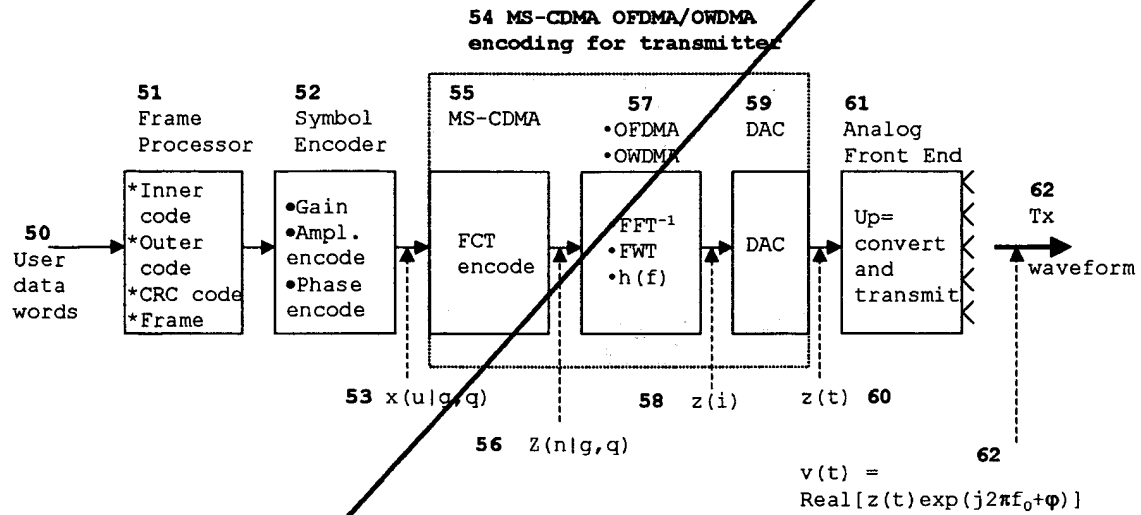 54 MS-CDMA OFDMA/OWDMA
encoding for transmitter
51
Frame
Processor
52
Symbol
Encoder
55
MS-CDMA
57
•OFDMA
•OWDMA
59
DAC
61
Analog
Front End
50
User
data
words
*Inner
code
*Outer
code
*CRC code
*Frame
•Gain
•Ampl.
encode
•Phase
encode
FCT
encode
•FFT⁻¹
•FWT
•h(f)
DAC
Up=
convert
and
transmit
62
Tx
waveform
53 x(u|g,q)
56 Z(n|g,q)
58 z(i)
z(t) 60
62
v(t) =
Real[z(t)exp(j2πf₀+φ)]